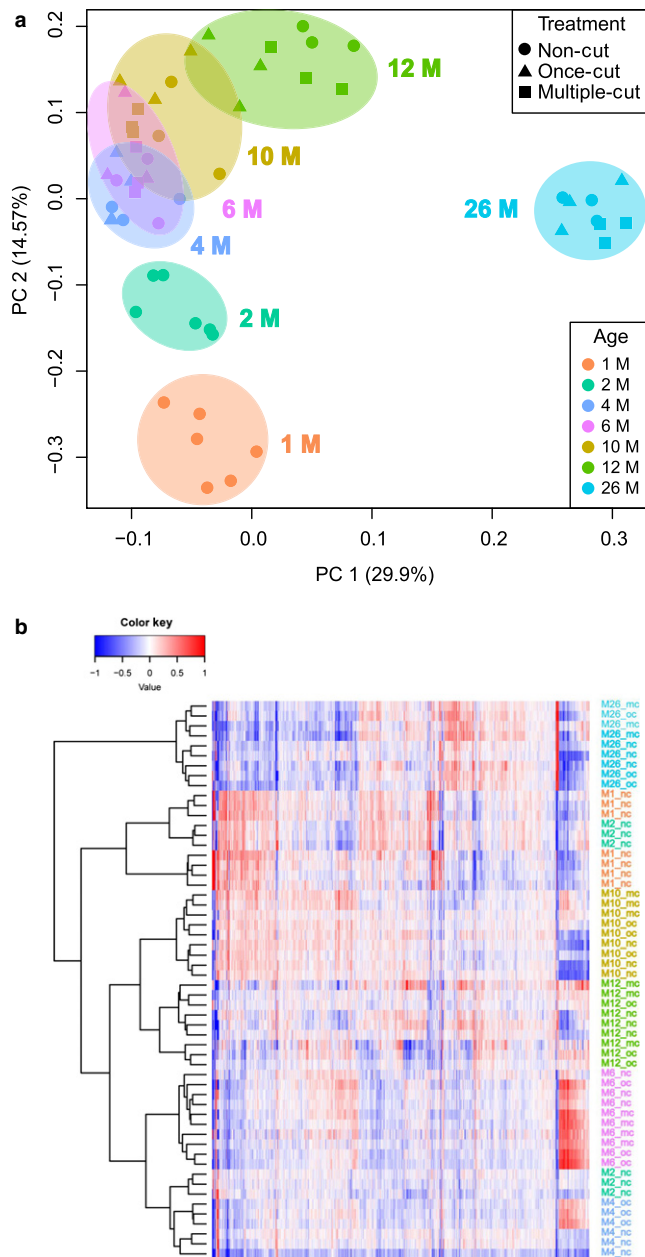 a
0.2
0.1
0.0
−0.1
−0.2
−0.3
PC 2 (14.57%)
Treatment
Non-cut
Once-cut
Multiple-cut
12 M
10 M
6 M
4 M
26 M
2 M
1 M
Age
1 M
2 M
4 M
6 M
10 M
12 M
26 M
−0.1
0.0
0.1
0.2
0.3
PC 1 (29.9%)
b
Color key
−1
−0.5
0
0.5
1
Value
M26_mc
M26_oc
M26_mc
M26_mc
M26_nc
M26_nc
M26_nc
M26_oc
M26_oc
M1_nc
M1_nc
M1_nc
M2_nc
M2_nc
M2_nc
M1_nc
M1_nc
M1_nc
M1_nc
M10_mc
M10_mc
M10_mc
M10_oc
M10_oc
M10_nc
M10_oc
M10_nc
M10_nc
M12_mc
M12_mc
M12_oc
M12_nc
M12_nc
M12_nc
M12_mc
M12_oc
M12_oc
M6_nc
M6_oc
M6_nc
M6_nc
M6_mc
M6_mc
M6_mc
M6_oc
M6_oc
M2_nc
M2_nc
M2_nc
M4_oc
M4_oc
M4_oc
M4_nc
M4_nc
M4_nc